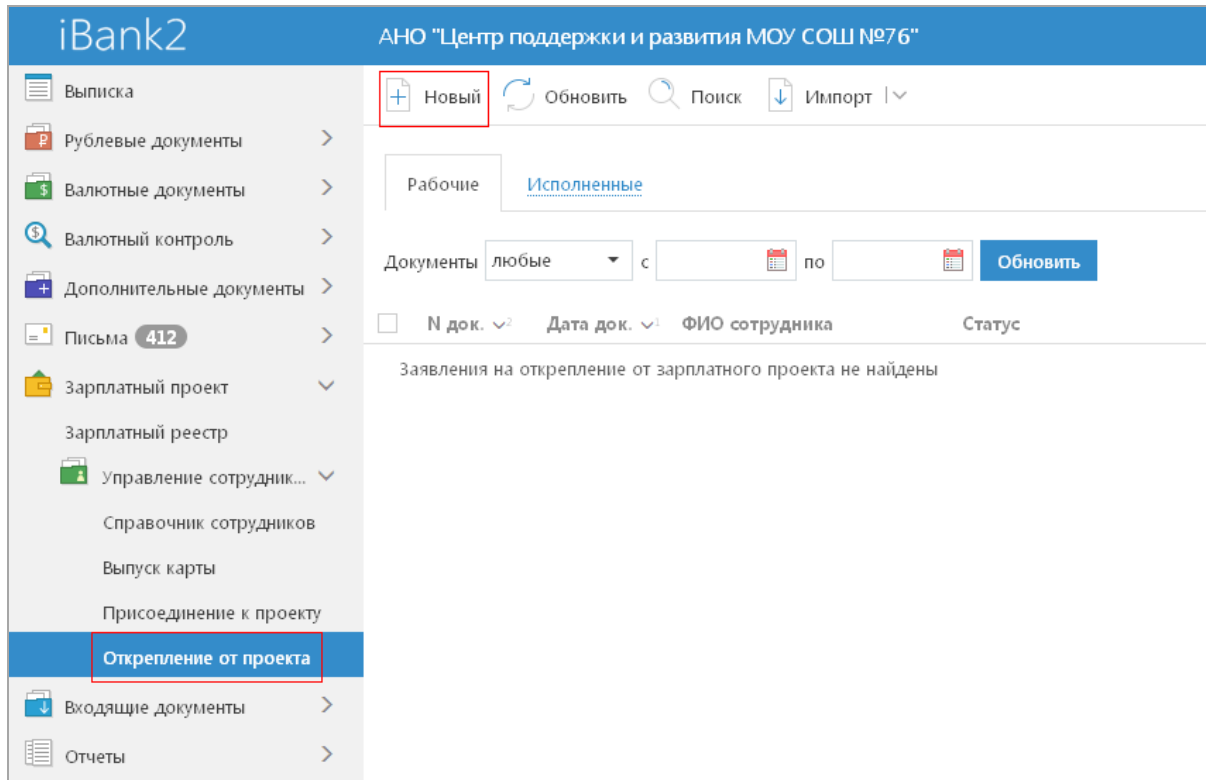 iBank2
АНО "Центр поддержки и развития МОУ СОШ №76"
Выписка
Рублевые документы
Валютные документы
Валютный контроль
Дополнительные документы
Письма 412
Зарплатный проект
Зарплатный реестр
Управление сотрудник...
Справочник сотрудников
Выпуск карты
Присоединение к проекту
Открепление от проекта
Входящие документы
Отчеты
Новый Обновить Поиск Импорт
Рабочие Исполненные
Документы любые с по Обновить
N док. 2 Дата док. 1 ФИО сотрудника Статус
Заявления на открепление от зарплатного проекта не найдены